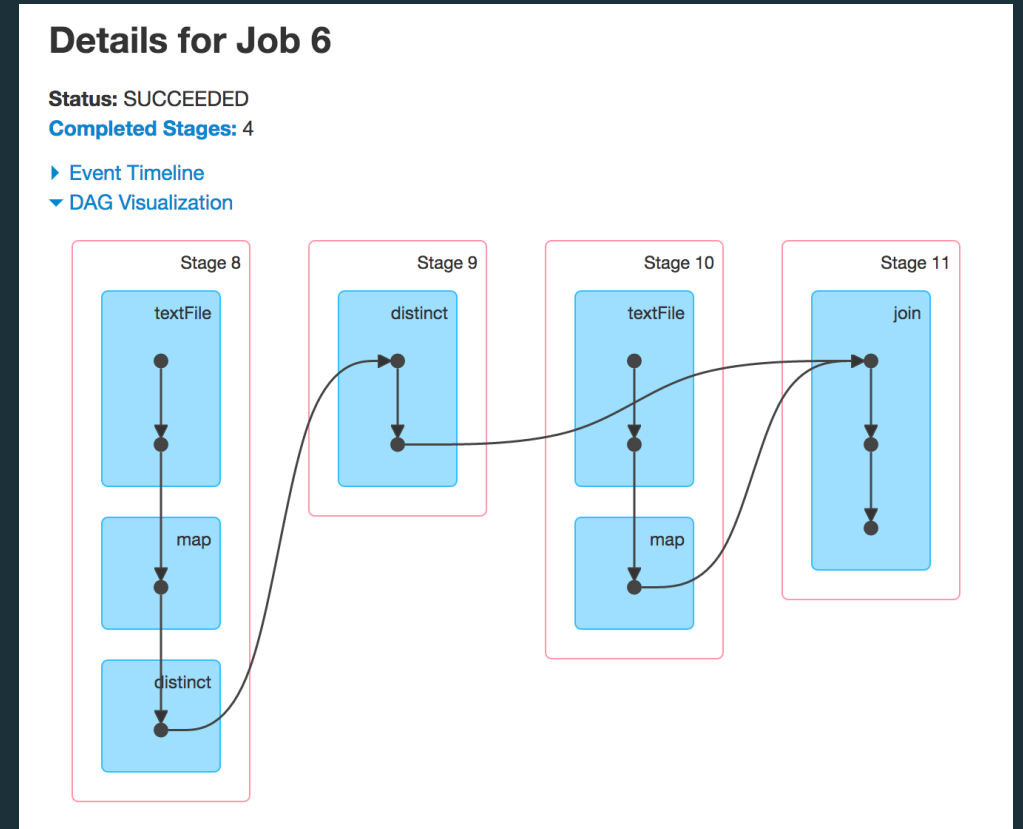 Details for Job 6
Status: SUCCEEDED
Completed Stages: 4
Event Timeline
DAG Visualization
Stage 8
textFile
map
distinct
Stage 9
distinct
Stage 10
textFile
map
Stage 11
join